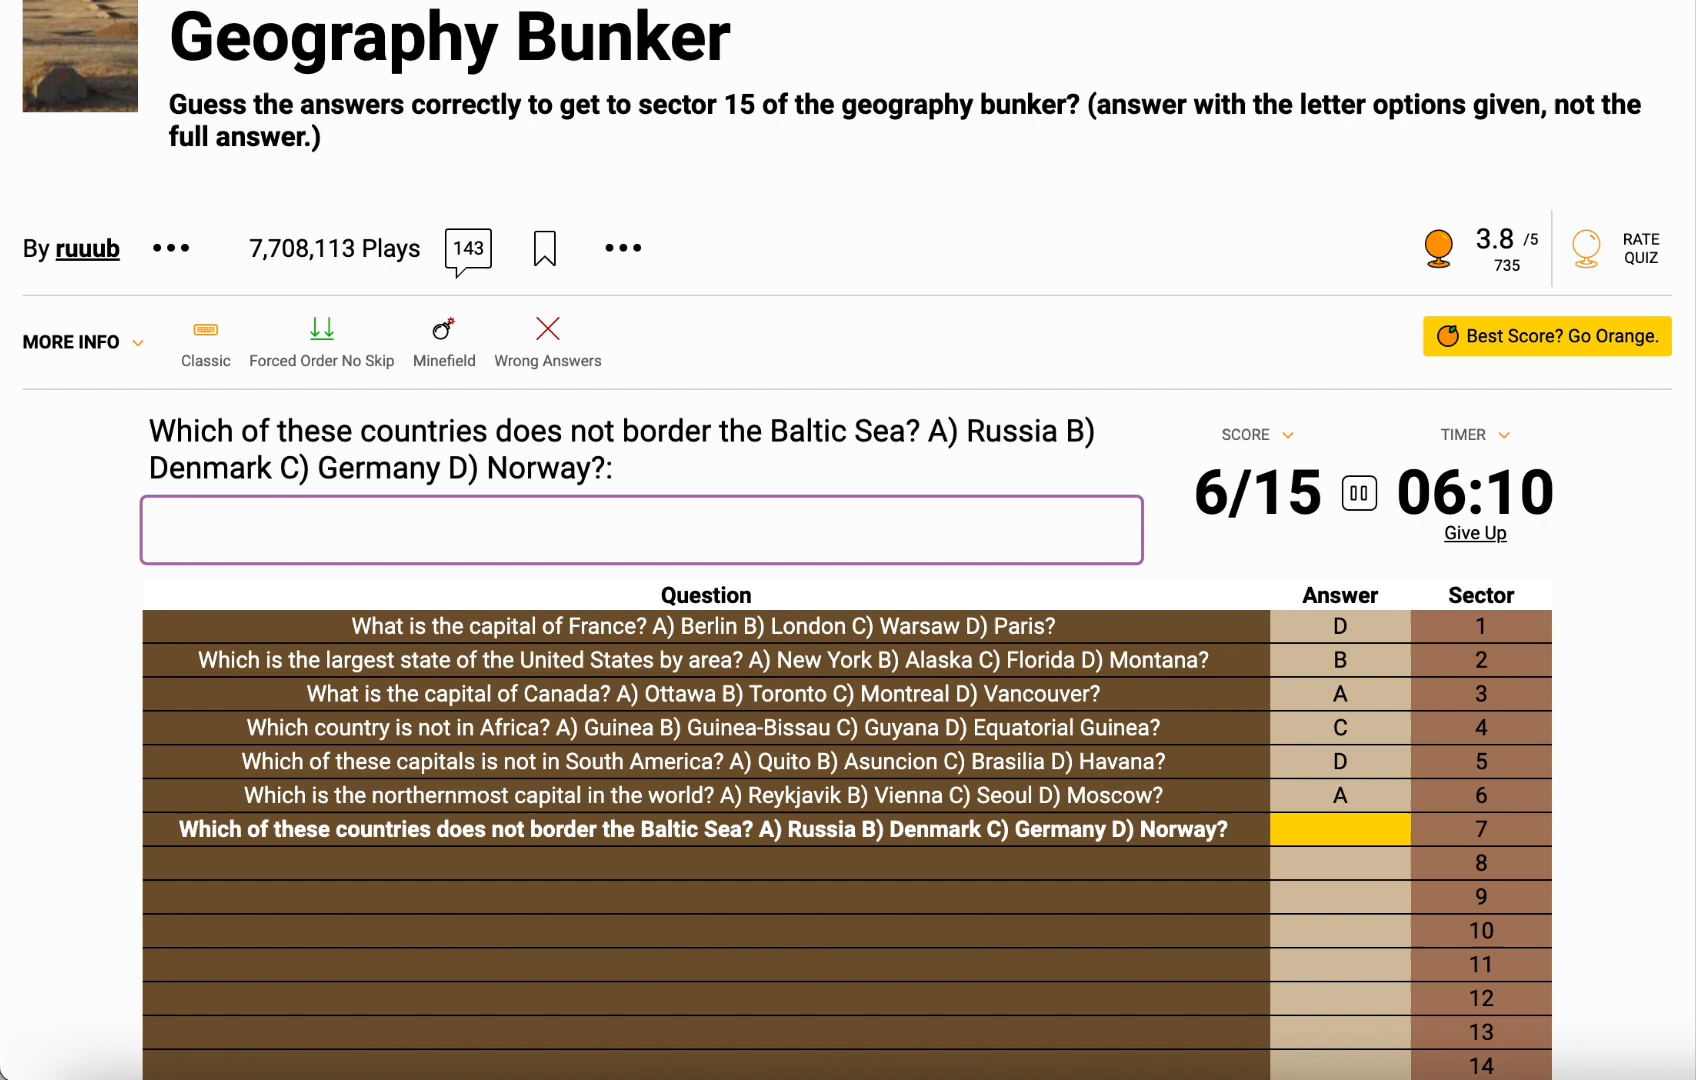 Geography Bunker
Guess the answers correctly to get to sector 15 of the geography bunker? (answer with the letter options given, not the
full answer.)
By ruuub ••• 7,708,113 Plays 143 •••
3.8 /5
735
RATE
QUIZ
MORE INFO
Classic
Forced Order No Skip
Minefield
Wrong Answers
Best Score? Go Orange.
Which of these countries does not border the Baltic Sea? A) Russia B)
Denmark C) Germany D) Norway?:
SCORE
6/15
TIMER
06:10
Give Up
Question Answer Sector
What is the capital of France? A) Berlin B) London C) Warsaw D) Paris? D 1
Which is the largest state of the United States by area? A) New York B) Alaska C) Florida D) Montana? B 2
What is the capital of Canada? A) Ottawa B) Toronto C) Montreal D) Vancouver? A 3
Which country is not in Africa? A) Guinea B) Guinea-Bissau C) Guyana D) Equatorial Guinea? C 4
Which of these capitals is not in South America? A) Quito B) Asuncion C) Brasilia D) Havana? D 5
Which is the northernmost capital in the world? A) Reykjavik B) Vienna C) Seoul D) Moscow? A 6
Which of these countries does not border the Baltic Sea? A) Russia B) Denmark C) Germany D) Norway? 7
8
9
10
11
12
13
14